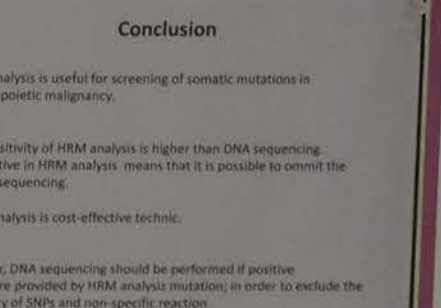 Conclusion
nalysis is useful for screening of somatic mutations in
poietic malignancy.
sitivity of HRM analysis is higher than DNA sequencing.
tive in HRM analysis means that it is possible to ommit the
sequencing.
nalysis is cost-effective technic.
r, DNA sequencing should be performed if positive
re provided by HRM analysis mutation; in order to exclude the
ty of SNPs and non-specific reaction